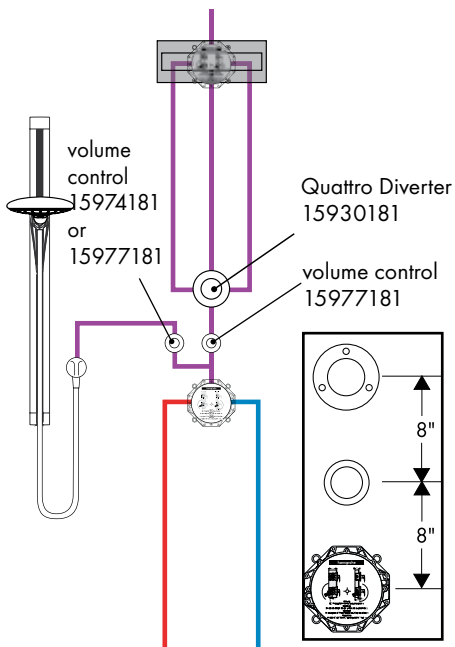 volume
control
15974181
or
15977181
Quattro Diverter
15930181
volume control
15977181
8"
8"